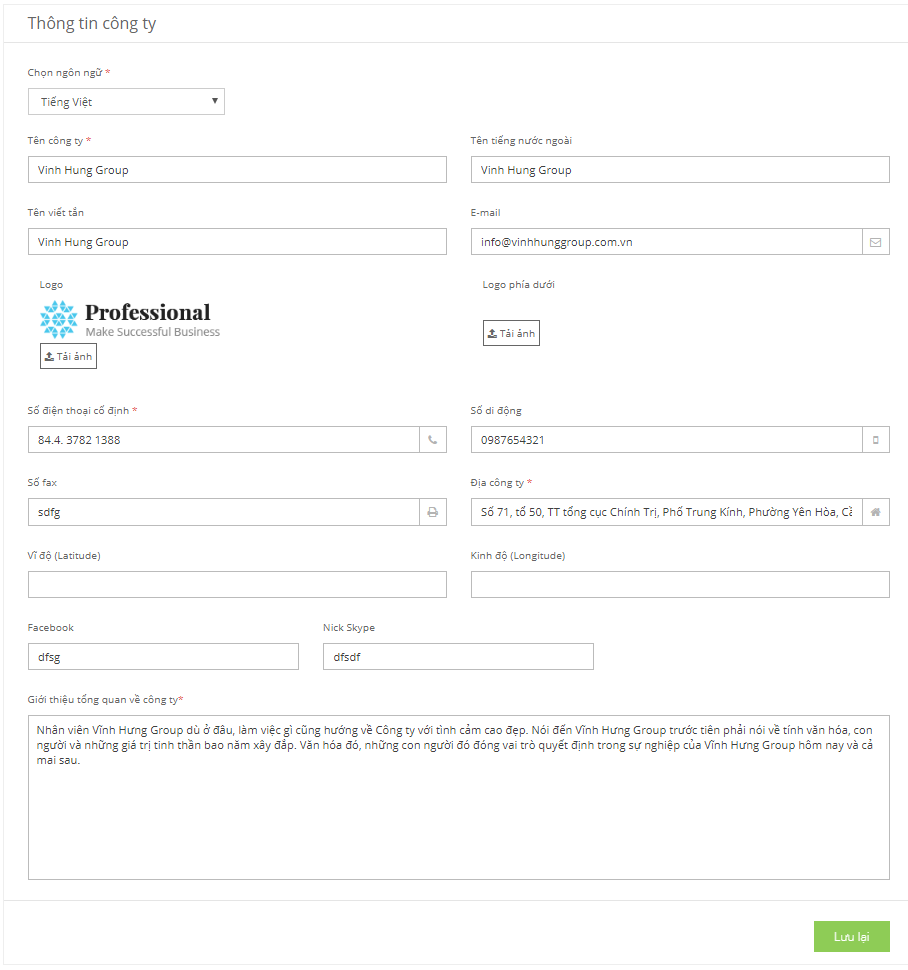 Thông tin công ty
Chọn ngôn ngữ *
Tiếng Việt
Tên công ty *
Tên tiếng nước ngoài
Vinh Hung Group
Vinh Hung Group
Tên viết tắn
E-mail
Vinh Hung Group
info@vinhhunggroup.com.vn
Logo
Logo phía dưới
Professional
Make Successful Business
Tải ảnh
Tải ảnh
Số điện thoại cố định *
Số di động
84.4. 3782 1388
0987654321
Số fax
Địa công ty *
sdfg
Số 71, tổ 50, TT tổng cục Chính Trị, Phố Trung Kính, Phường Yên Hòa, Cầ
Vĩ độ (Latitude)
Kinh độ (Longitude)
Facebook
Nick Skype
dfsg
dfsdf
Giới thiệu tổng quan về công ty*
Nhân viên Vĩnh Hưng Group dù ở đâu, làm việc gì cũng hướng về Công ty với tình cảm cao đẹp. Nói đến Vĩnh Hưng Group trước tiên phải nói về tính văn hóa, con
người và những giá trị tinh thần bao năm xây đắp. Văn hóa đó, những con người đó đóng vai trò quyết định trong sự nghiệp của Vĩnh Hưng Group hôm nay và cả
mai sau.
Lưu lại